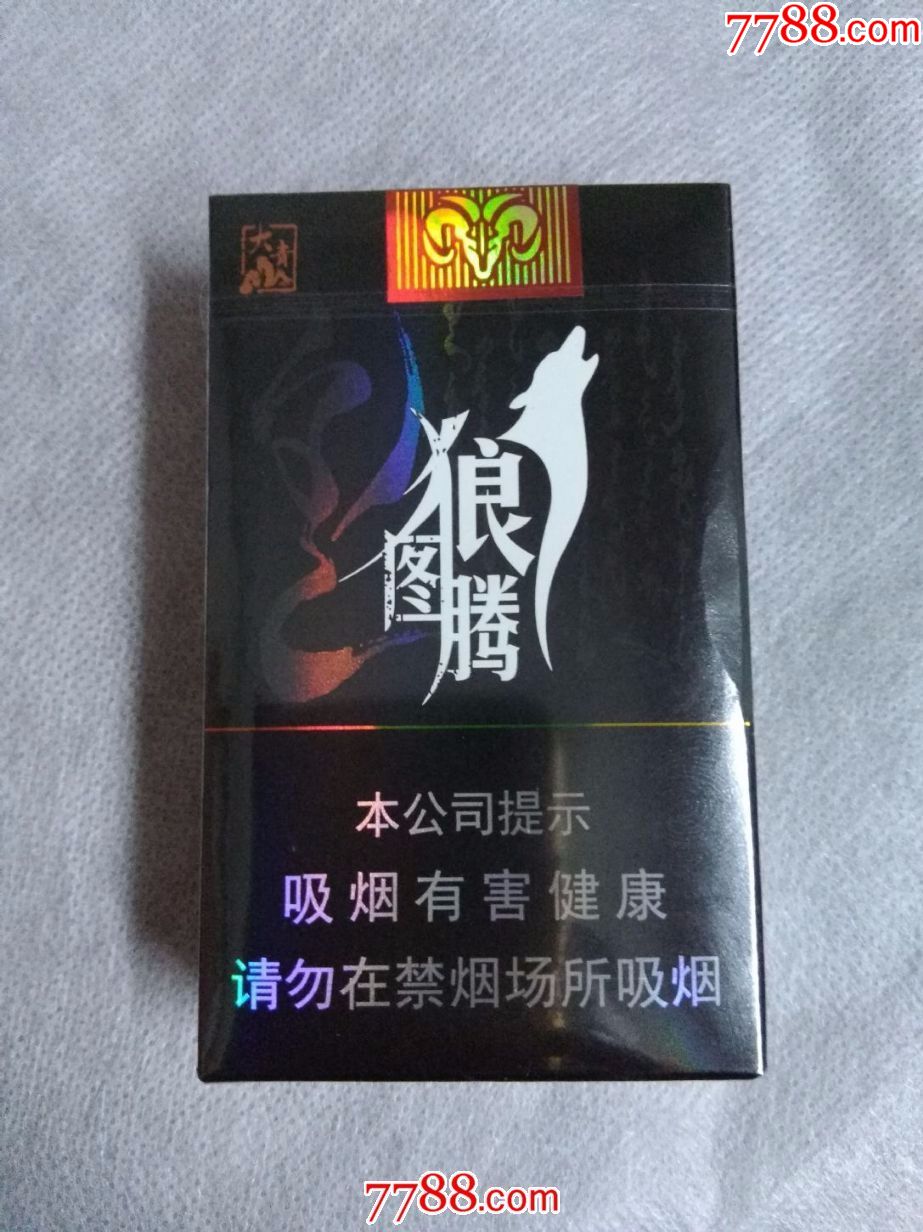 7788.com
大青山
狼
图腾
本公司提示
吸烟有害健康
请勿在禁烟场所吸烟
7788.com